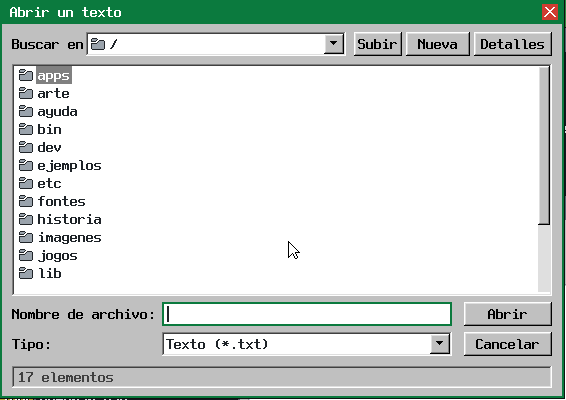 Abrir un texto
Buscar en / Subir Nueva Detalles
apps
arte
ayuda
bin
dev
ejemplos
etc
fontes
historia
imagenes
jogos
lib
Nombre de archivo: Abrir
Tipo: Texto (*.txt) Cancelar
17 elementos